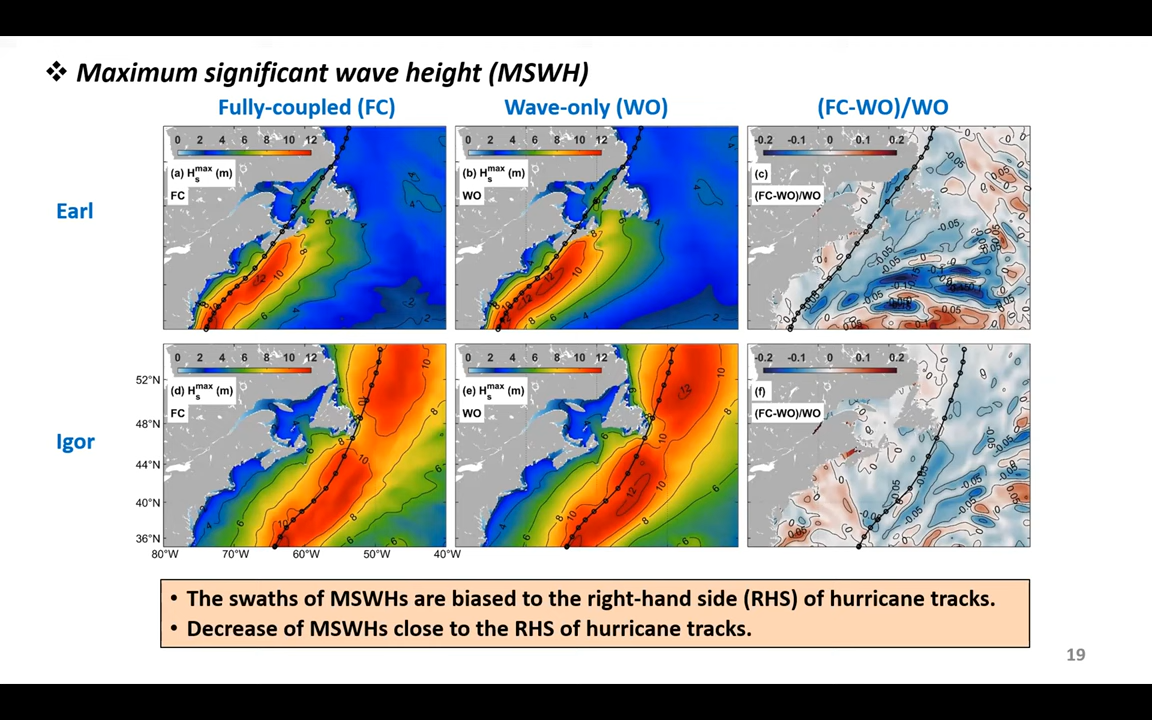 ❖ Maximum significant wave height (MSWH)
Fully-coupled (FC) Wave-only (WO) (FC-WO)/WO
Earl
0 2 4 6 8 10 12
(a) H_s^max (m)
FC
0 2 4 6 8 10 12
(b) H_s^max (m)
WO
-0.2 -0.1 0 0.1 0.2
(c)
(FC-WO)/WO
Igor
0 2 4 6 8 10 12
(d) H_s^max (m)
FC
0 2 4 6 8 10 12
(e) H_s^max (m)
WO
-0.2 -0.1 0 0.1 0.2
(f)
(FC-WO)/WO
52°N
48°N
44°N
40°N
36°N
80°W 70°W 60°W 50°W 40°W
• The swaths of MSWHs are biased to the right-hand side (RHS) of hurricane tracks.
• Decrease of MSWHs close to the RHS of hurricane tracks.
19